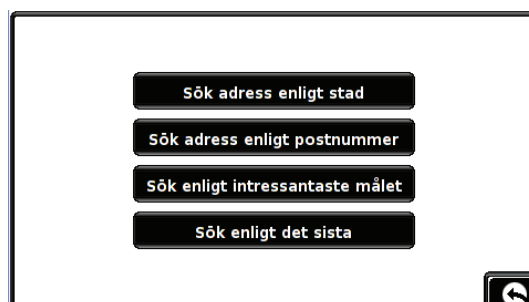 Sök adress enligt stad
Sök adress enligt postnummer
Sök enligt intressantaste målet
Sök enligt det sista